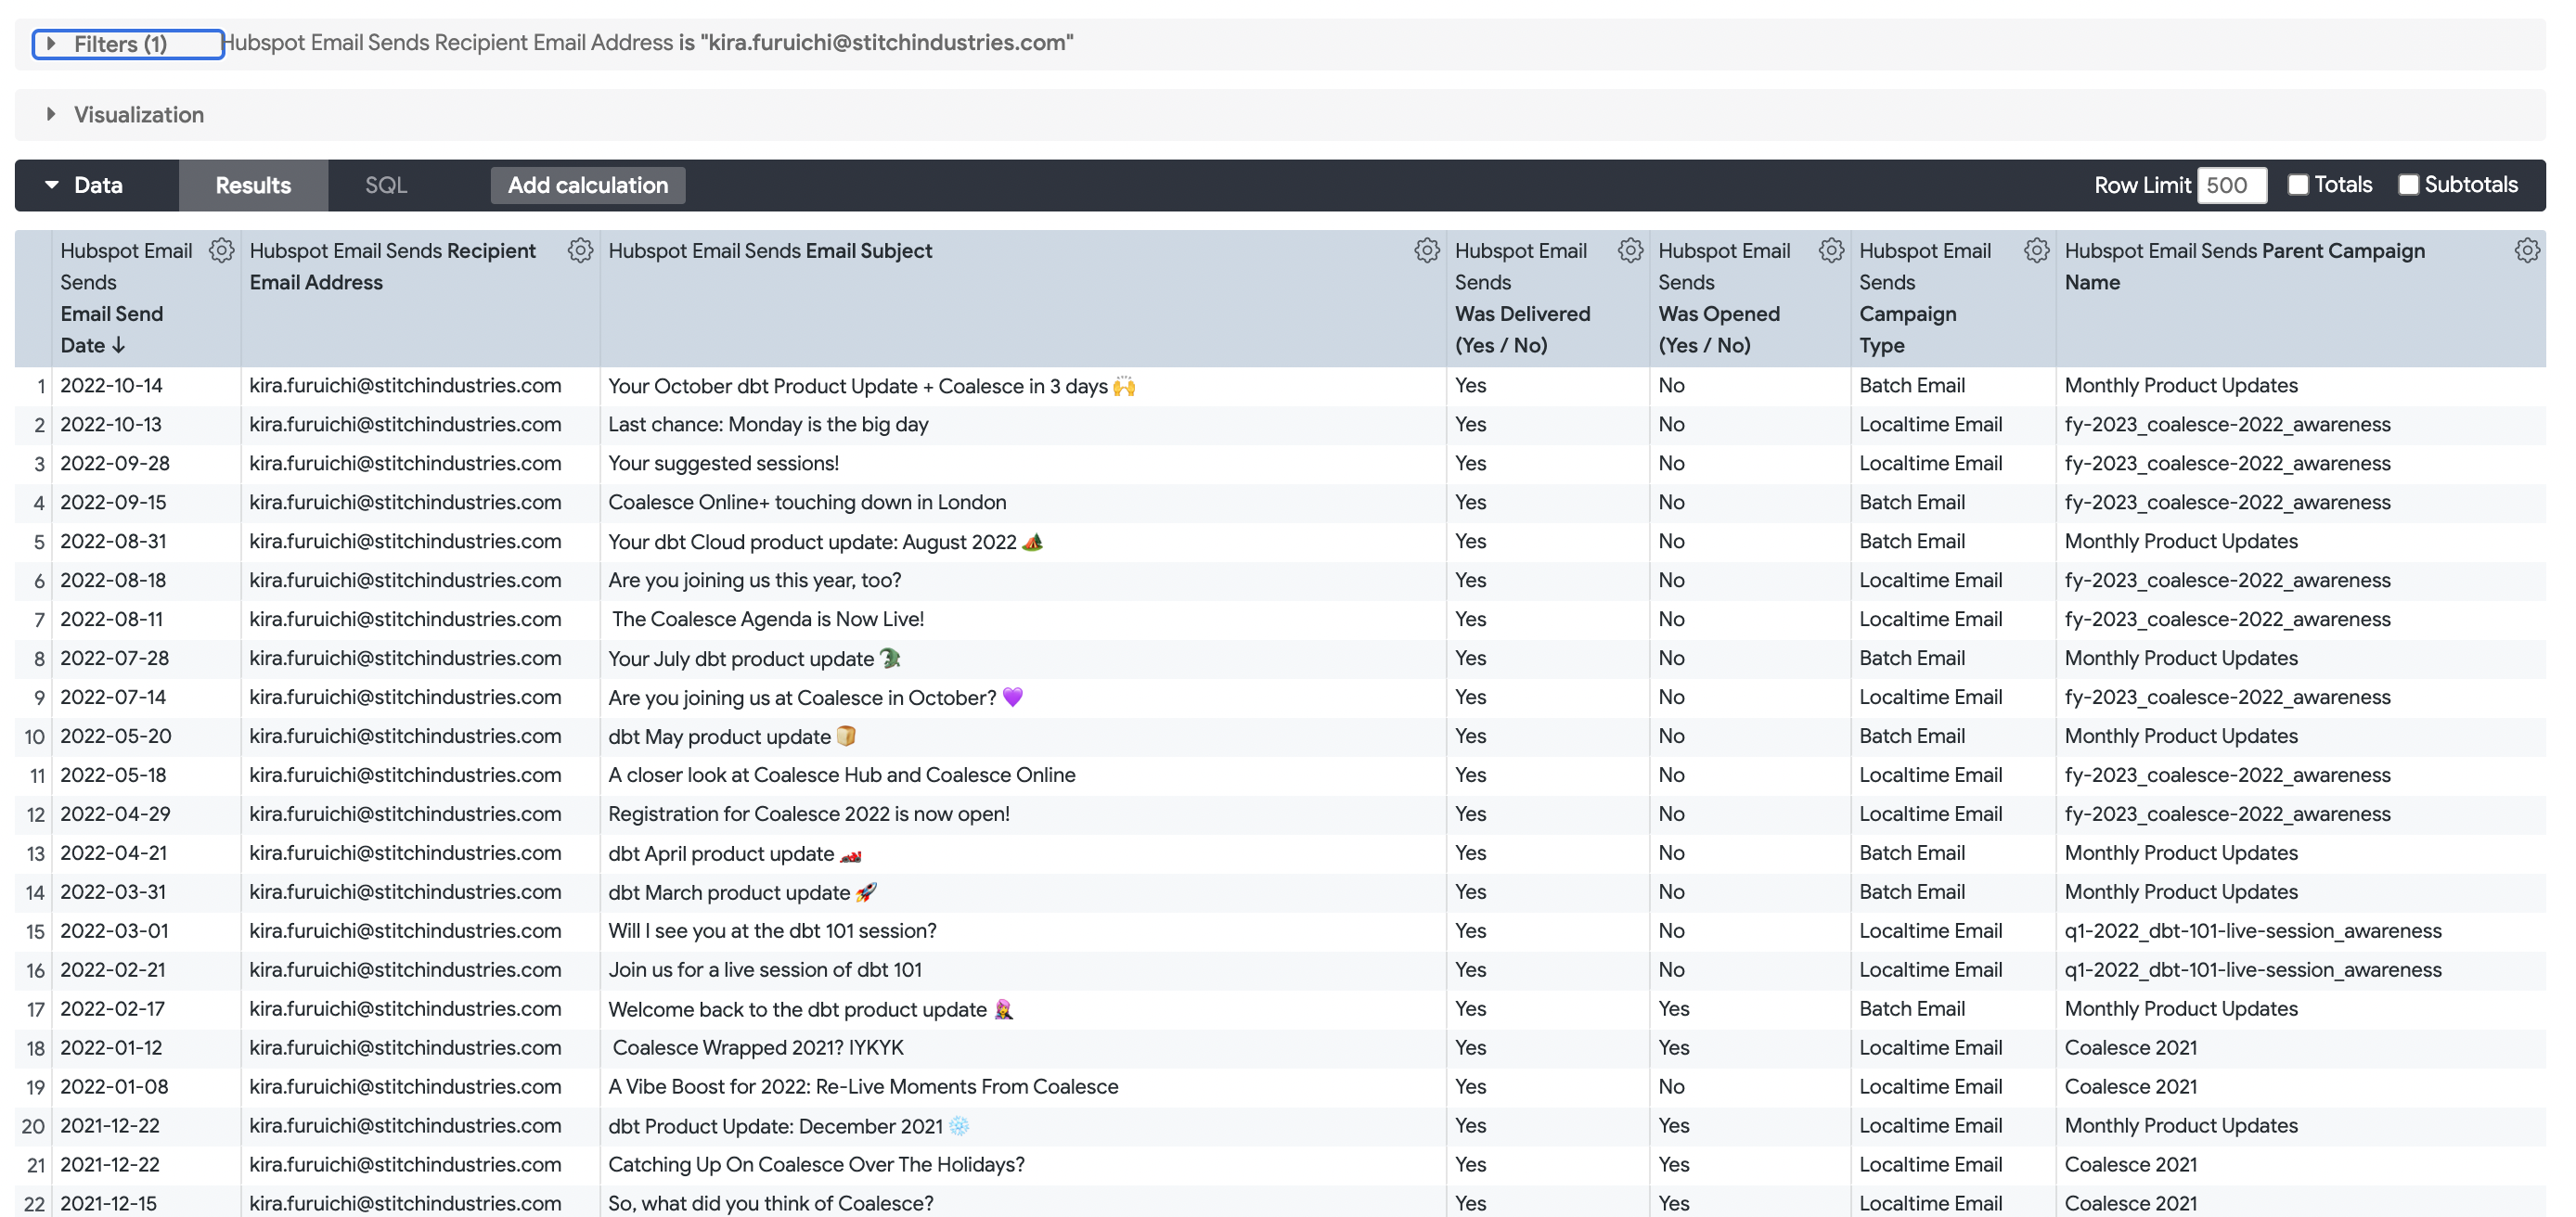 Filters (1) Hubspot Email Sends Recipient Email Address is "kira.furuichi@stitchindustries.com"
Visualization
Data Results SQL Add calculation Row Limit 500 Totals Subtotals
Hubspot Email Sends Email Send Date ↓
Hubspot Email Sends Recipient Email Address
Hubspot Email Sends Email Subject
Hubspot Email Sends Was Delivered (Yes / No)
Hubspot Email Sends Was Opened (Yes / No)
Hubspot Email Sends Campaign Type
Hubspot Email Sends Parent Campaign Name
1 2022-10-14 kira.furuichi@stitchindustries.com Your October dbt Product Update + Coalesce in 3 days 🙌 Yes No Batch Email Monthly Product Updates
2 2022-10-13 kira.furuichi@stitchindustries.com Last chance: Monday is the big day Yes No Localtime Email fy-2023_coalesce-2022_awareness
3 2022-09-28 kira.furuichi@stitchindustries.com Your suggested sessions! Yes No Localtime Email fy-2023_coalesce-2022_awareness
4 2022-09-15 kira.furuichi@stitchindustries.com Coalesce Online+ touching down in London Yes No Batch Email fy-2023_coalesce-2022_awareness
5 2022-08-31 kira.furuichi@stitchindustries.com Your dbt Cloud product update: August 2022 🏕️ Yes No Batch Email Monthly Product Updates
6 2022-08-18 kira.furuichi@stitchindustries.com Are you joining us this year, too? Yes No Localtime Email fy-2023_coalesce-2022_awareness
7 2022-08-11 kira.furuichi@stitchindustries.com The Coalesce Agenda is Now Live! Yes No Localtime Email fy-2023_coalesce-2022_awareness
8 2022-07-28 kira.furuichi@stitchindustries.com Your July dbt product update 🐊 Yes No Batch Email Monthly Product Updates
9 2022-07-14 kira.furuichi@stitchindustries.com Are you joining us at Coalesce in October? 💜 Yes No Localtime Email fy-2023_coalesce-2022_awareness
10 2022-05-20 kira.furuichi@stitchindustries.com dbt May product update 🍞 Yes No Batch Email Monthly Product Updates
11 2022-05-18 kira.furuichi@stitchindustries.com A closer look at Coalesce Hub and Coalesce Online Yes No Localtime Email fy-2023_coalesce-2022_awareness
12 2022-04-29 kira.furuichi@stitchindustries.com Registration for Coalesce 2022 is now open! Yes No Localtime Email fy-2023_coalesce-2022_awareness
13 2022-04-21 kira.furuichi@stitchindustries.com dbt April product update 🏎️ Yes No Batch Email Monthly Product Updates
14 2022-03-31 kira.furuichi@stitchindustries.com dbt March product update 🚀 Yes No Batch Email Monthly Product Updates
15 2022-03-01 kira.furuichi@stitchindustries.com Will I see you at the dbt 101 session? Yes No Localtime Email q1-2022_dbt-101-live-session_awareness
16 2022-02-21 kira.furuichi@stitchindustries.com Join us for a live session of dbt 101 Yes No Localtime Email q1-2022_dbt-101-live-session_awareness
17 2022-02-17 kira.furuichi@stitchindustries.com Welcome back to the dbt product update 👩‍🎤 Yes Yes Batch Email Monthly Product Updates
18 2022-01-12 kira.furuichi@stitchindustries.com Coalesce Wrapped 2021? IYKYK Yes Yes Localtime Email Coalesce 2021
19 2022-01-08 kira.furuichi@stitchindustries.com A Vibe Boost for 2022: Re-Live Moments From Coalesce Yes No Localtime Email Coalesce 2021
20 2021-12-22 kira.furuichi@stitchindustries.com dbt Product Update: December 2021 ❄️ Yes Yes Localtime Email Monthly Product Updates
21 2021-12-22 kira.furuichi@stitchindustries.com Catching Up On Coalesce Over The Holidays? Yes Yes Localtime Email Coalesce 2021
22 2021-12-15 kira.furuichi@stitchindustries.com So, what did you think of Coalesce? Yes Yes Localtime Email Coalesce 2021